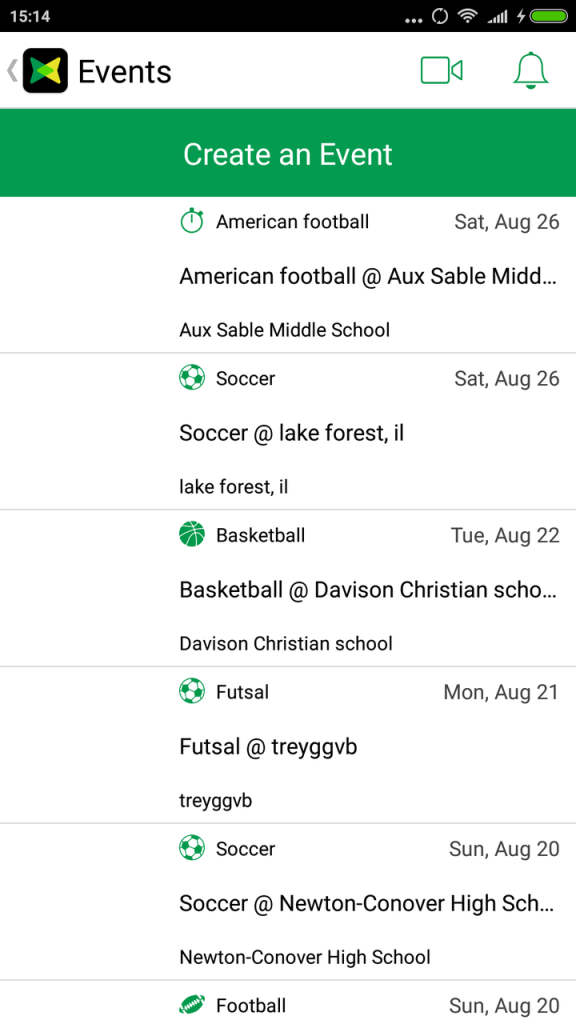 15:14
Events
Create an Event
American football Sat, Aug 26
American football @ Aux Sable Midd...
Aux Sable Middle School
Soccer Sat, Aug 26
Soccer @ lake forest, il
lake forest, il
Basketball Tue, Aug 22
Basketball @ Davison Christian scho...
Davison Christian school
Futsal Mon, Aug 21
Futsal @ treyggvb
treyggvb
Soccer Sun, Aug 20
Soccer @ Newton-Conover High Sch...
Newton-Conover High School
Football Sun, Aug 20